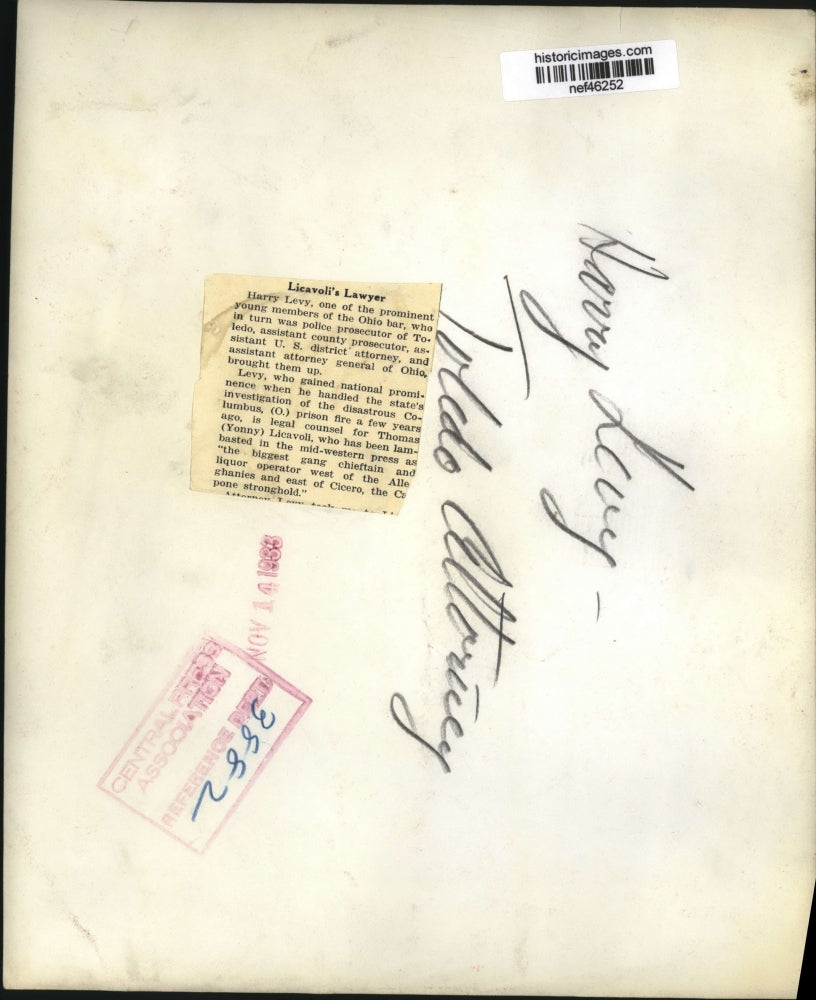 historicimages.com
nef46252
Harry Levy -
Toledo Attorney
Licavoli's Lawyer
Harry Levy, one of the prominent
young members of the Ohio bar, who
in turn was police prosecutor of To-
ledo, assistant county prosecutor, as-
sistant U. S. district attorney, and
assistant attorney general of Ohio,
brought them up.
Levy, who gained national promi-
nence when he handled the state's
investigation of the disastrous Co-
lumbus, (O.) prison fire a few years
ago, is legal counsel for Thomas
(Yonny) Licavoli, who has been lam-
basted in the mid-western press as
"the biggest gang chieftain and
liquor operator west of the Alle
ghanies and east of Cicero, the Ca
pone stronghold."
Attorney Levy took
NOV 14 1933
CENTRAL PRESS
ASSOCIATION
REFERENCE DEPT.
3882